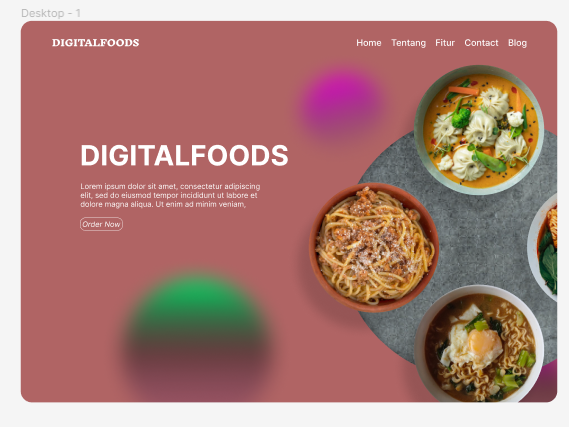 Desktop - 1
DIGITALFOODS
Home Tentang Fitur Contact Blog
DIGITALFOODS
Lorem ipsum dolor sit amet, consectetur adipiscing
elit, sed do eiusmod tempor incididunt ut labore et
dolore magna aliqua. Ut enim ad minim veniam,
Order Now